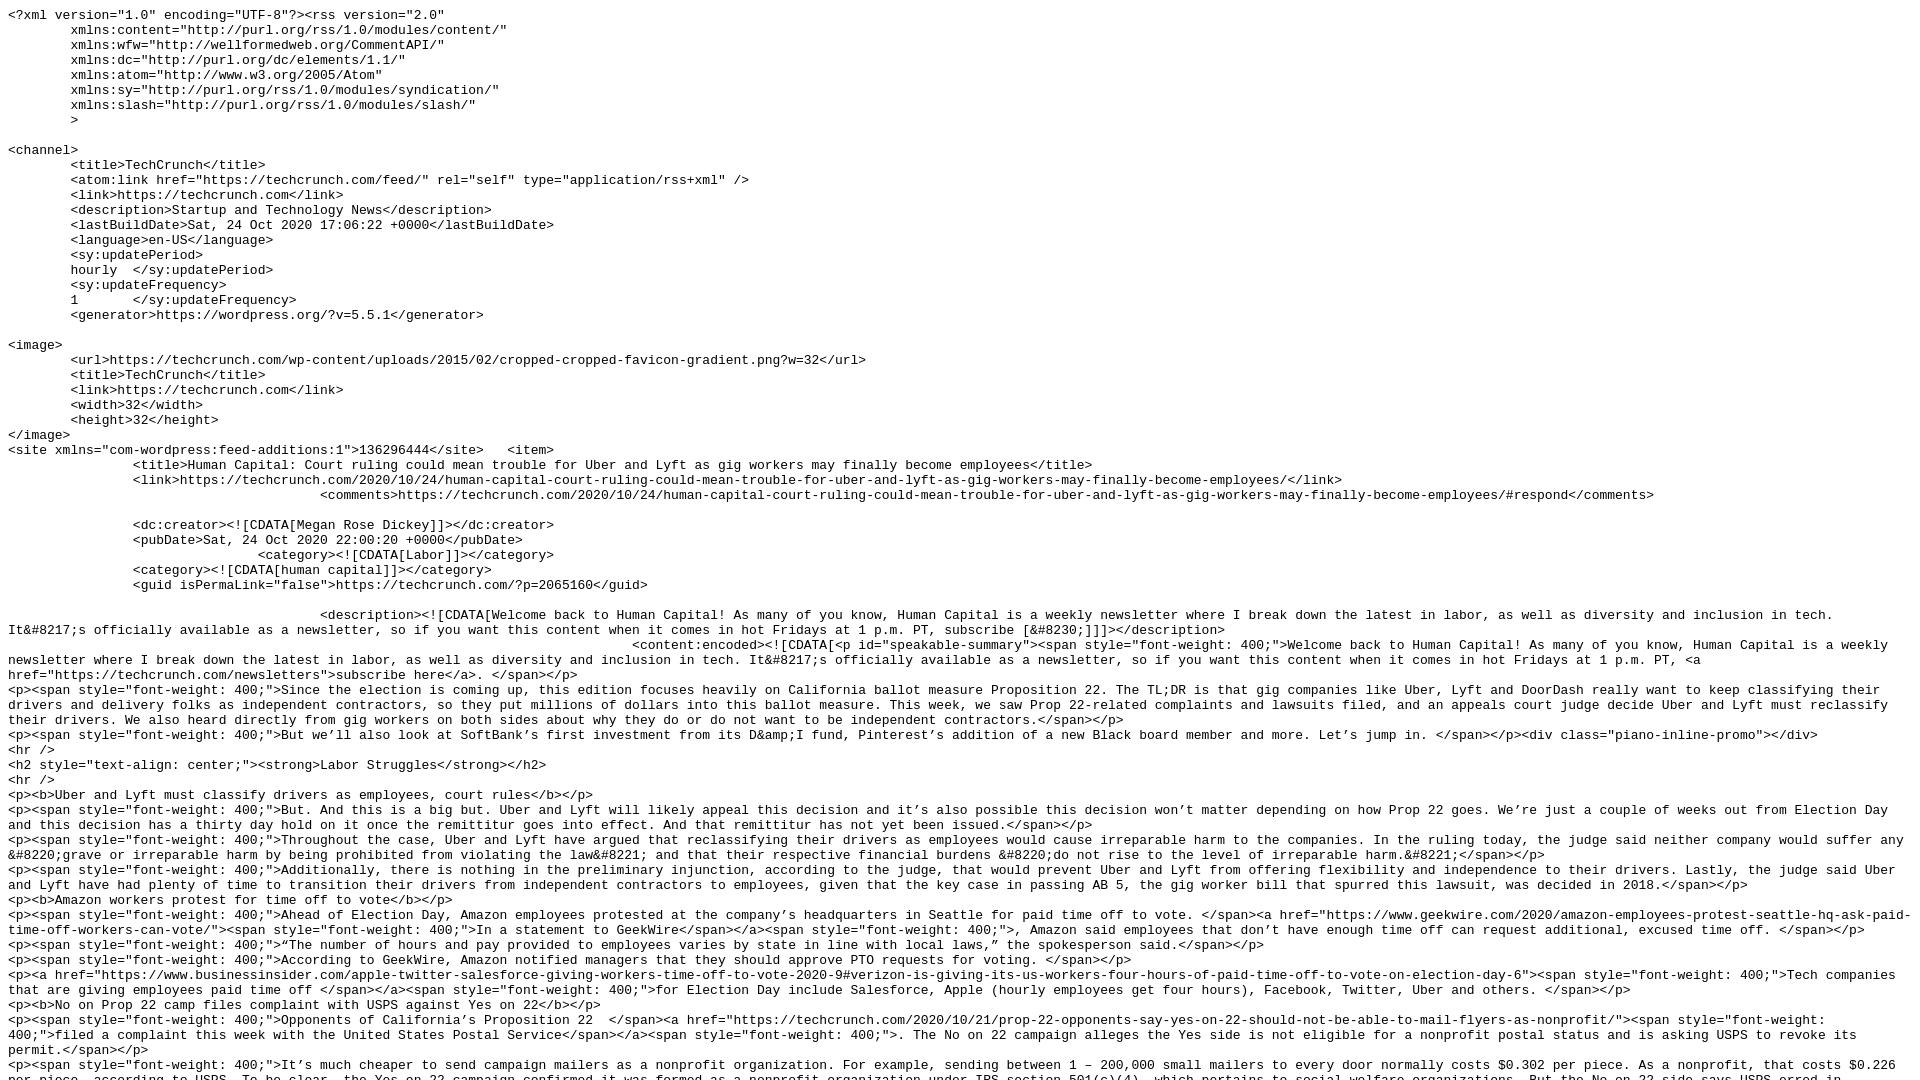 <?xml version="1.0" encoding="UTF-8"?><rss version="2.0"
xmlns:content="http://purl.org/rss/1.0/modules/content/"
xmlns:wfw="http://wellformedweb.org/CommentAPI/"
xmlns:dc="http://purl.org/dc/elements/1.1/"
xmlns:atom="http://www.w3.org/2005/Atom"
xmlns:sy="http://purl.org/rss/1.0/modules/syndication/"
xmlns:slash="http://purl.org/rss/1.0/modules/slash/"
>
<channel>
<title>TechCrunch</title>
<atom:link href="https://techcrunch.com/feed/" rel="self" type="application/rss+xml" />
<link>https://techcrunch.com</link>
<description>Startup and Technology News</description>
<lastBuildDate>Sat, 24 Oct 2020 17:06:22 +0000</lastBuildDate>
<language>en-US</language>
<sy:updatePeriod>
hourly  </sy:updatePeriod>
<sy:updateFrequency>
1       </sy:updateFrequency>
<generator>https://wordpress.org/?v=5.5.1</generator>
<image>
<url>https://techcrunch.com/wp-content/uploads/2015/02/cropped-cropped-favicon-gradient.png?w=32</url>
<title>TechCrunch</title>
<link>https://techcrunch.com</link>
<width>32</width>
<height>32</height>
</image>
<site xmlns="com-wordpress:feed-additions:1">136296444</site>   <item>
<title>Human Capital: Court ruling could mean trouble for Uber and Lyft as gig workers may finally become employees</title>
<link>https://techcrunch.com/2020/10/24/human-capital-court-ruling-could-mean-trouble-for-uber-and-lyft-as-gig-workers-may-finally-become-employees/</link>
<comments>https://techcrunch.com/2020/10/24/human-capital-court-ruling-could-mean-trouble-for-uber-and-lyft-as-gig-workers-may-finally-become-employees/#respond</comments>
<dc:creator><![CDATA[Megan Rose Dickey]]></dc:creator>
<pubDate>Sat, 24 Oct 2020 22:00:20 +0000</pubDate>
<category><![CDATA[Labor]]></category>
<category><![CDATA[human capital]]></category>
<guid isPermaLink="false">https://techcrunch.com/?p=2065160</guid>
<description><![CDATA[Welcome back to Human Capital! As many of you know, Human Capital is a weekly newsletter where I break down the latest in labor, as well as diversity and inclusion in tech.
It&#8217;s officially available as a newsletter, so if you want this content when it comes in hot Fridays at 1 p.m. PT, subscribe [&#8230;]]]></description>
<content:encoded><![CDATA[<p id="speakable-summary"><span style="font-weight: 400;">Welcome back to Human Capital! As many of you know, Human Capital is a weekly
newsletter where I break down the latest in labor, as well as diversity and inclusion in tech. It&#8217;s officially available as a newsletter, so if you want this content when it comes in hot Fridays at 1 p.m. PT, <a
href="https://techcrunch.com/newsletters">subscribe here</a>. </span></p>
<p><span style="font-weight: 400;">Since the election is coming up, this edition focuses heavily on California ballot measure Proposition 22. The TL;DR is that gig companies like Uber, Lyft and DoorDash really want to keep classifying their
drivers and delivery folks as independent contractors, so they put millions of dollars into this ballot measure. This week, we saw Prop 22-related complaints and lawsuits filed, and an appeals court judge decide Uber and Lyft must reclassify
their drivers. We also heard directly from gig workers on both sides about why they do or do not want to be independent contractors.</span></p>
<p><span style="font-weight: 400;">But we’ll also look at SoftBank’s first investment from its D&amp;I fund, Pinterest’s addition of a new Black board member and more. Let’s jump in. </span></p><div class="piano-inline-promo"></div>
<hr />
<h2 style="text-align: center;"><strong>Labor Struggles</strong></h2>
<hr />
<p><b>Uber and Lyft must classify drivers as employees, court rules</b></p>
<p><span style="font-weight: 400;">But. And this is a big but. Uber and Lyft will likely appeal this decision and it’s also possible this decision won’t matter depending on how Prop 22 goes. We’re just a couple of weeks out from Election Day
and this decision has a thirty day hold on it once the remittitur goes into effect. And that remittitur has not yet been issued.</span></p>
<p><span style="font-weight: 400;">Throughout the case, Uber and Lyft have argued that reclassifying their drivers as employees would cause irreparable harm to the companies. In the ruling today, the judge said neither company would suffer any
&#8220;grave or irreparable harm by being prohibited from violating the law&#8221; and that their respective financial burdens &#8220;do not rise to the level of irreparable harm.&#8221;</span></p>
<p><span style="font-weight: 400;">Additionally, there is nothing in the preliminary injunction, according to the judge, that would prevent Uber and Lyft from offering flexibility and independence to their drivers. Lastly, the judge said Uber
and Lyft have had plenty of time to transition their drivers from independent contractors to employees, given that the key case in passing AB 5, the gig worker bill that spurred this lawsuit, was decided in 2018.</span></p>
<p><b>Amazon workers protest for time off to vote</b></p>
<p><span style="font-weight: 400;">Ahead of Election Day, Amazon employees protested at the company’s headquarters in Seattle for paid time off to vote. </span><a href="https://www.geekwire.com/2020/amazon-employees-protest-seattle-hq-ask-paid-
time-off-workers-can-vote/"><span style="font-weight: 400;">In a statement to GeekWire</span></a><span style="font-weight: 400;">, Amazon said employees that don’t have enough time off can request additional, excused time off. </span></p>
<p><span style="font-weight: 400;">“The number of hours and pay provided to employees varies by state in line with local laws,” the spokesperson said.</span></p>
<p><span style="font-weight: 400;">According to GeekWire, Amazon notified managers that they should approve PTO requests for voting. </span></p>
<p><a href="https://www.businessinsider.com/apple-twitter-salesforce-giving-workers-time-off-to-vote-2020-9#verizon-is-giving-its-us-workers-four-hours-of-paid-time-off-to-vote-on-election-day-6"><span style="font-weight: 400;">Tech companies
that are giving employees paid time off </span></a><span style="font-weight: 400;">for Election Day include Salesforce, Apple (hourly employees get four hours), Facebook, Twitter, Uber and others. </span></p>
<p><b>No on Prop 22 camp files complaint with USPS against Yes on 22</b></p>
<p><span style="font-weight: 400;">Opponents of California’s Proposition 22  </span><a href="https://techcrunch.com/2020/10/21/prop-22-opponents-say-yes-on-22-should-not-be-able-to-mail-flyers-as-nonprofit/"><span style="font-weight:
400;">filed a complaint this week with the United States Postal Service</span></a><span style="font-weight: 400;">. The No on 22 campaign alleges the Yes side is not eligible for a nonprofit postal status and is asking USPS to revoke its
permit.</span></p>
<p><span style="font-weight: 400;">It’s much cheaper to send campaign mailers as a nonprofit organization. For example, sending between 1 – 200,000 small mailers to every door normally costs $0.302 per piece. As a nonprofit, that costs $0.226
per piece, according to USPS. To be clear, the Yes on 22 campaign confirmed it was formed as a nonprofit organization under IRS section 501(c)(4), which pertains to social welfare organizations. But the No on 22 side says USPS erred in